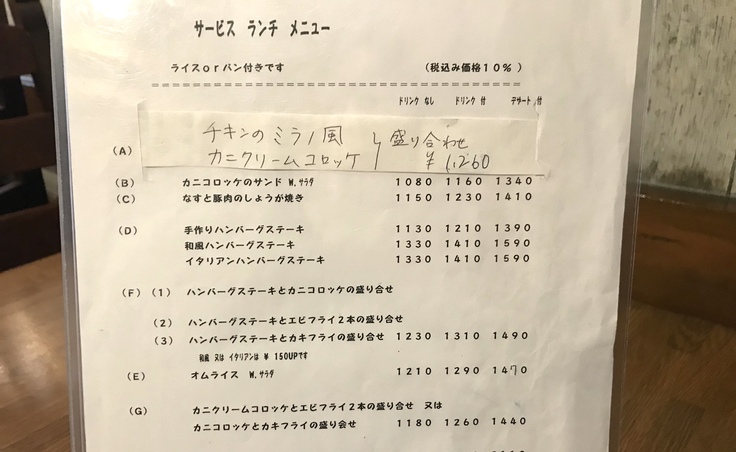 サービス ランチ メニュー
ライスorパン付きです (税込み価格10%)
ドリンク なし ドリンク 付 デザート 付
(A) チキンのミラノ風 カニクリームコロッケ 盛り合わせ ¥1,260
(B) カニコロッケのサンド W.サラダ 1080 1160 1340
(C) なすと豚肉のしょうが焼き 1150 1230 1410
(D) 手作りハンバーグステーキ 1130 1210 1390
和風ハンバーグステーキ 1330 1410 1590
イタリアンハンバーグステーキ 1330 1410 1590
(F) (1) ハンバーグステーキとカニコロッケの盛り合せ
(2) ハンバーグステーキとエビフライ2本の盛り合せ
(3) ハンバーグステーキとカキフライの盛り合せ 1230 1310 1490
和風 又は イタリアンは ¥ 150UPです
(E) オムライス W.サラダ 1210 1290 1470
(G) カニクリームコロッケとエビフライ2本の盛り合せ 又は
カニコロッケとカキフライの盛り会せ 1180 1260 1440